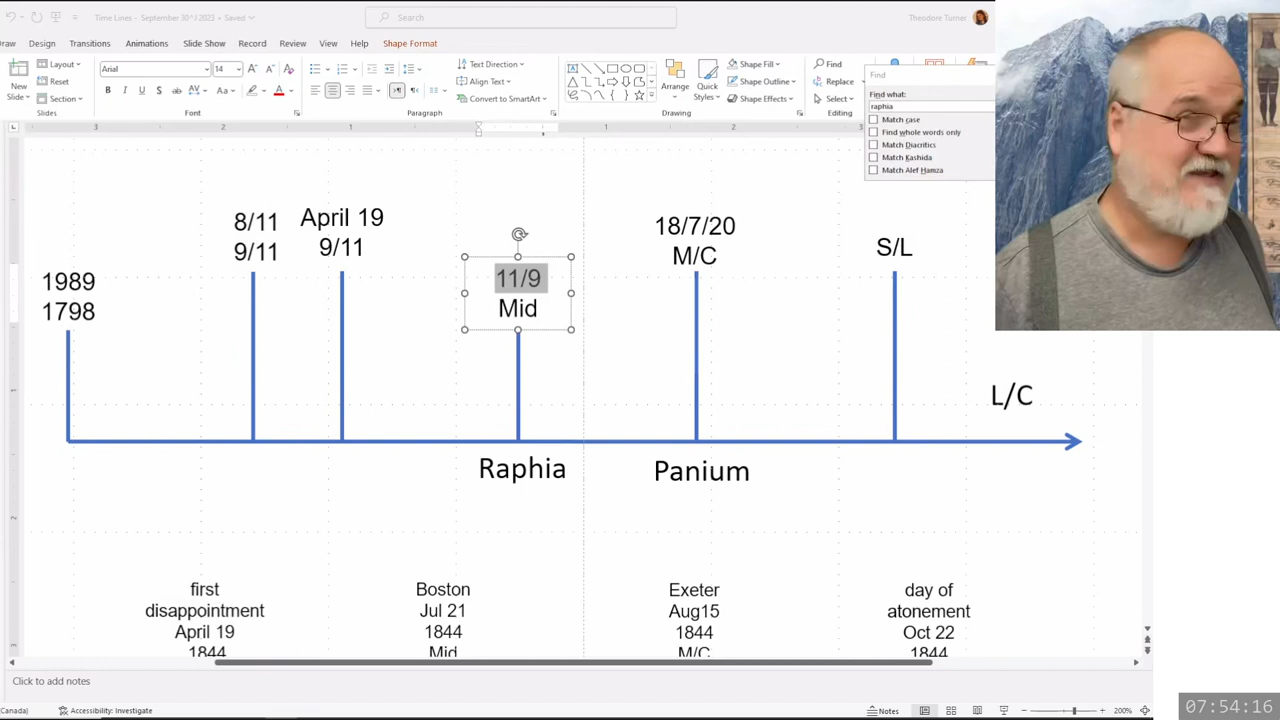 Time Lines - September 30^J 2023 • Saved
Search
Theodore Turner
Draw
Design
Transitions
Animations
Slide Show
Record
Review
View
Help
Shape Format
New
Slide
Layout
Reset
Section
Arial
14
Text Direction
Align Text
Convert to SmartArt
Arrange
Quick
Styles
Shape Fill
Shape Outline
Shape Effects
Find
Replace
Select
Font
Paragraph
Drawing
Find
Find what:
raphia
Match case
Find whole words only
Match Diacritics
Match Kashida
Match Alef Hamza
1989
1798
8/11
9/11
April 19
9/11
11/9
Mid
18/7/20
M/C
S/L
L/C
Raphia
Panium
first
disappointment
April 19
1844
Boston
Jul 21
1844
Mid
Exeter
Aug15
1844
M/C
day of
atonement
Oct 22
1844
Click to add notes
(Canada)
Accessibility: Investigate
Notes
200%
07:54:16